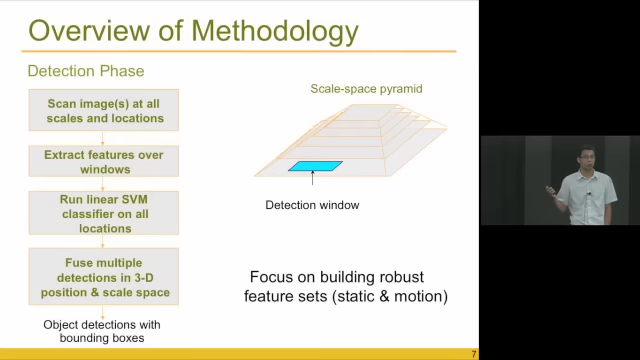 Overview of Methodology
Detection Phase
Scan image(s) at all
scales and locations
Extract features over
windows
Run linear SVM
classifier on all
locations
Fuse multiple
detections in 3-D
position & scale space
Object detections with
bounding boxes
Scale-space pyramid
Detection window
Focus on building robust
feature sets (static & motion)
7